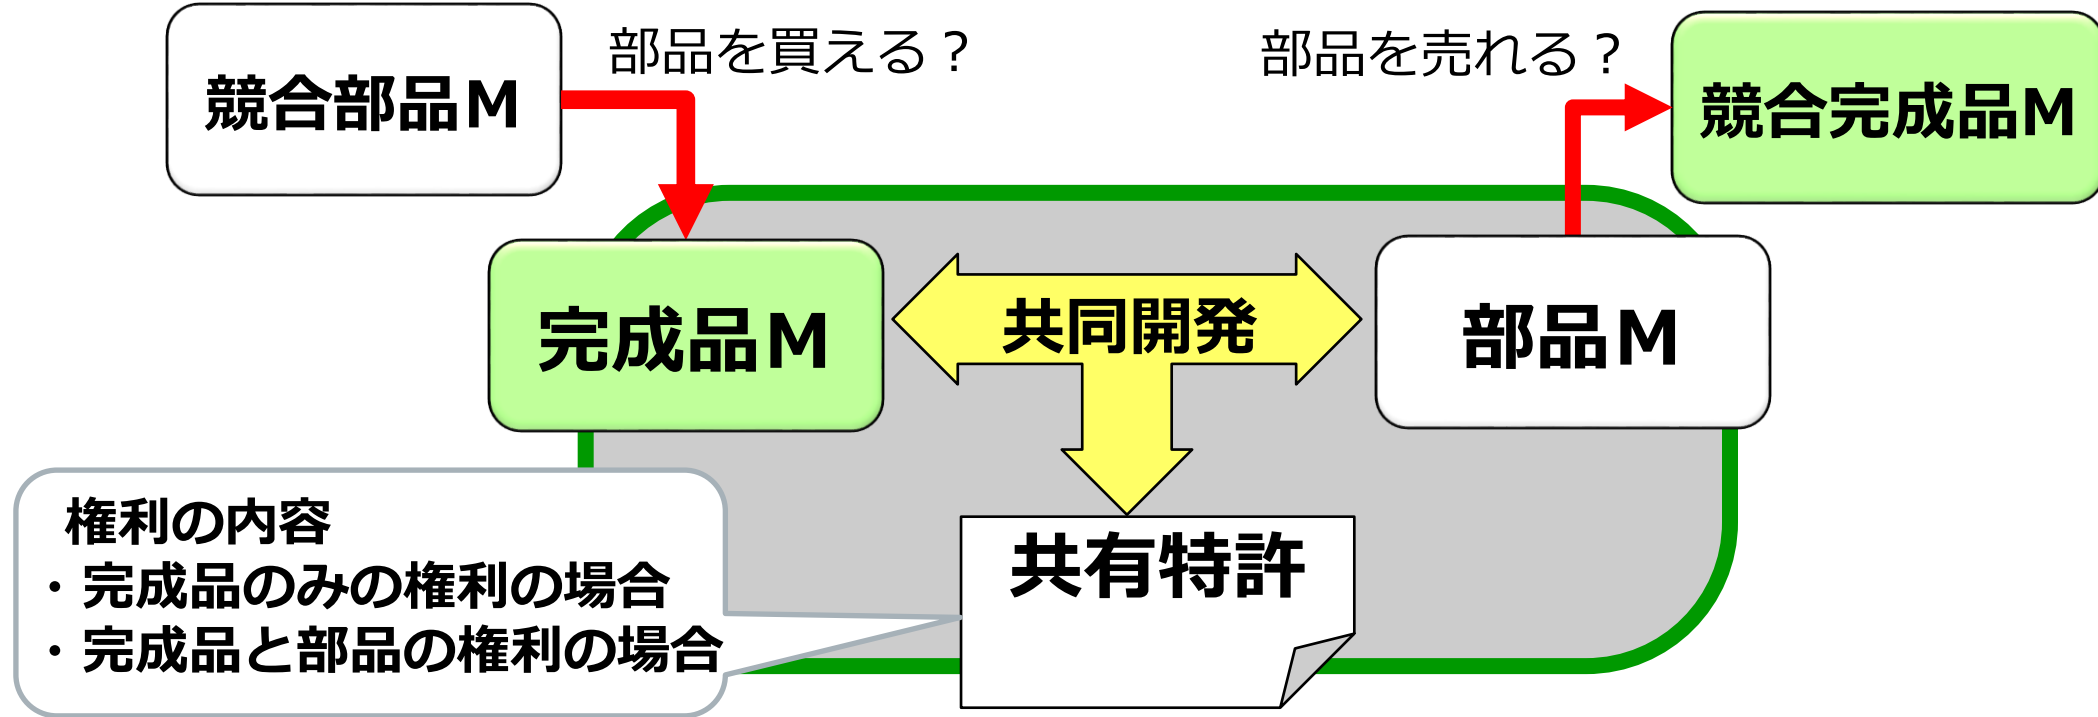 部品を買える？
部品を売れる？
競合部品M
競合完成品M
完成品M
共同開発
部品M
権利の内容
・完成品のみの権利の場合
・完成品と部品の権利の場合
共有特許